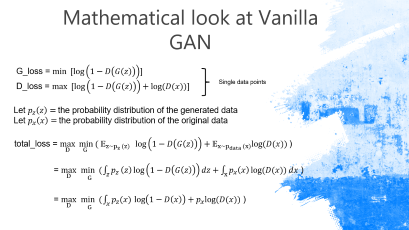 Mathematical look at Vanilla
GAN
G_loss = min [log(1 − D(G(z)))]
D_loss = max [log(1 − D(G(z))) + log(D(x))]
Single data points
Let p_z(z) = the probability distribution of the generated data
Let p_x(x) = the probability distribution of the original data
total_loss = max_D min_G ( E_{z~p_z(z)} log(1 − D(G(z))) + E_{x~p_data(x)} log(D(x)) )
= max_D min_G (∫_z p_z(z) log(1 − D(G(z))) dz + ∫_x p_x(x) log(D(x)) dx )
= max_D min_G (∫_x p_z(x) log(1 − D(x)) + p_x log(D(x)) )